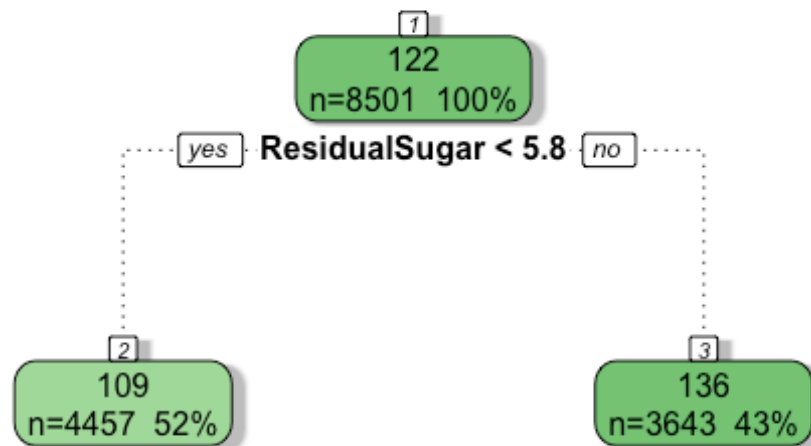 1
122
n=8501 100%
yes ResidualSugar < 5.8 no
2
109
n=4457 52%
3
136
n=3643 43%